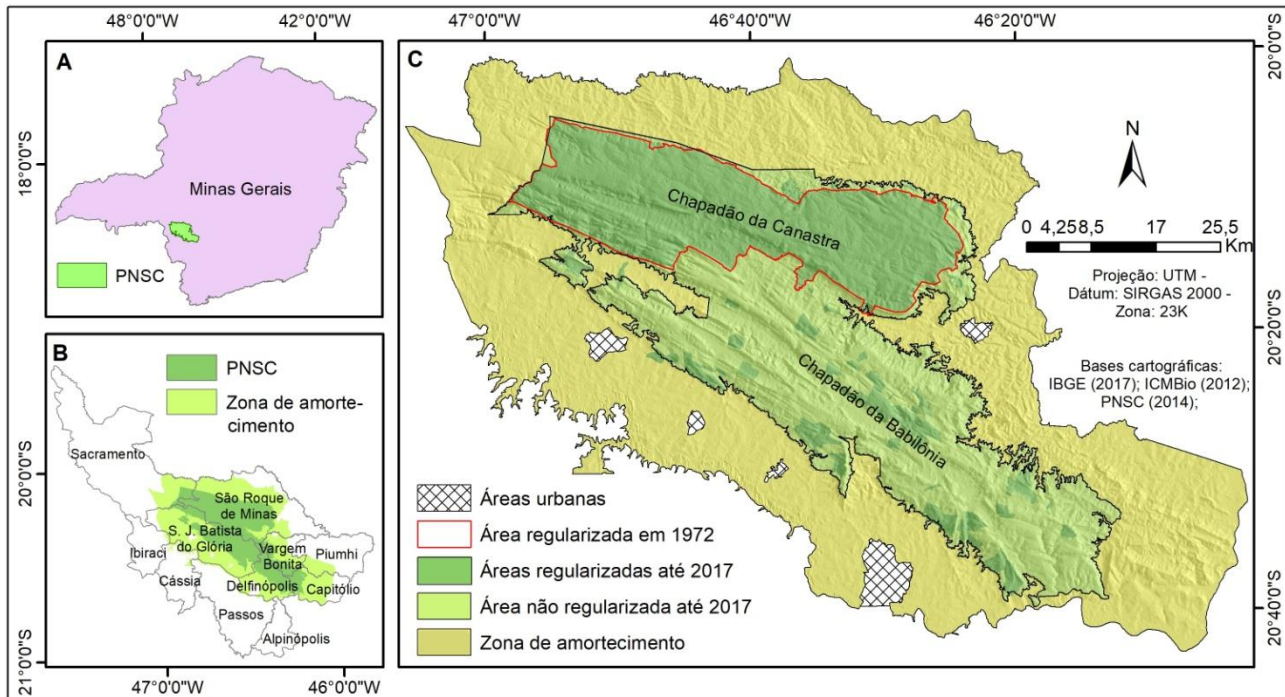 48°0'0"W
42°0'0"W
18°0'0"S
A
Minas Gerais
PNSC
B
PNSC
Zona de amorte-
cimento
Sacramento
São Roque
de Minas
S. J. Batista
do Glória
Vargem
Bonita
Piumhi
Ibiraci
Cássia
Delfinópolis
Capitólio
Passos
Alpinópolis
20°0'0"S
21°0'0"S
47°0'0"W
46°0'0"W
47°0'0"W
46°40'0"W
46°20'0"W
C
20°0'0"S
20°20'0"S
20°40'0"S
Chapadão da Canastra
Chapadão da Babilônia
N
0 4,258,5 17 25,5
Km
Projeção: UTM -
Dátum: SIRGAS 2000 -
Zona: 23K
Bases cartográficas:
IBGE (2017); ICMBio (2012);
PNSC (2014);
Áreas urbanas
Área regularizada em 1972
Áreas regularizadas até 2017
Área não regularizada até 2017
Zona de amortecimento